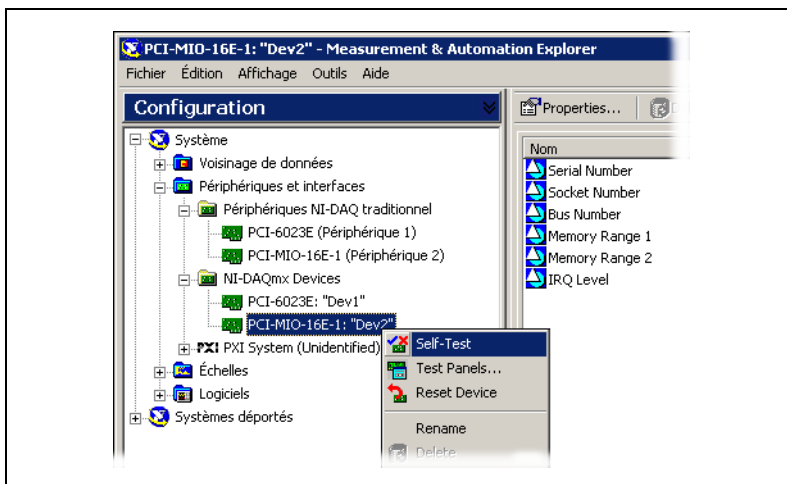 PCI-MIO-16E-1: "Dev2" - Measurement & Automation Explorer
Fichier Édition Affichage Outils Aide
Configuration
Properties...
Système
Voisinage de données
Périphériques et interfaces
Périphériques NI-DAQ traditionnel
PCI-6023E (Périphérique 1)
PCI-MIO-16E-1 (Périphérique 2)
NI-DAQmx Devices
PCI-6023E: "Dev1"
PCI-MIO-16E-1: "Dev2"
PXI PXI System (Unidentified)
Échelles
Logiciels
Systèmes déportés
Nom
Serial Number
Socket Number
Bus Number
Memory Range 1
Memory Range 2
IRQ Level
Self-Test
Test Panels...
Reset Device
Rename
Delete